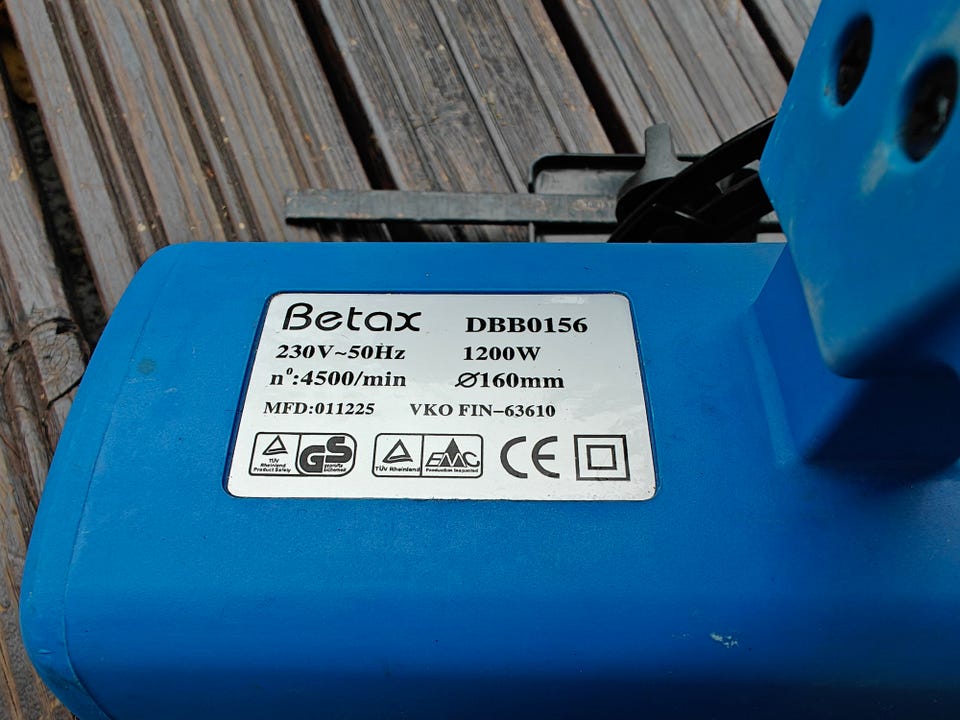 Betax DBB0156
230V~50Hz 1200W
n⁰:4500/min Ø160mm
MFD:011225 VKO FIN-63610
TÜV Rheinland Product Safety GS geprüfte Sicherheit
TÜV Rheinland EMC Production Inspected CE